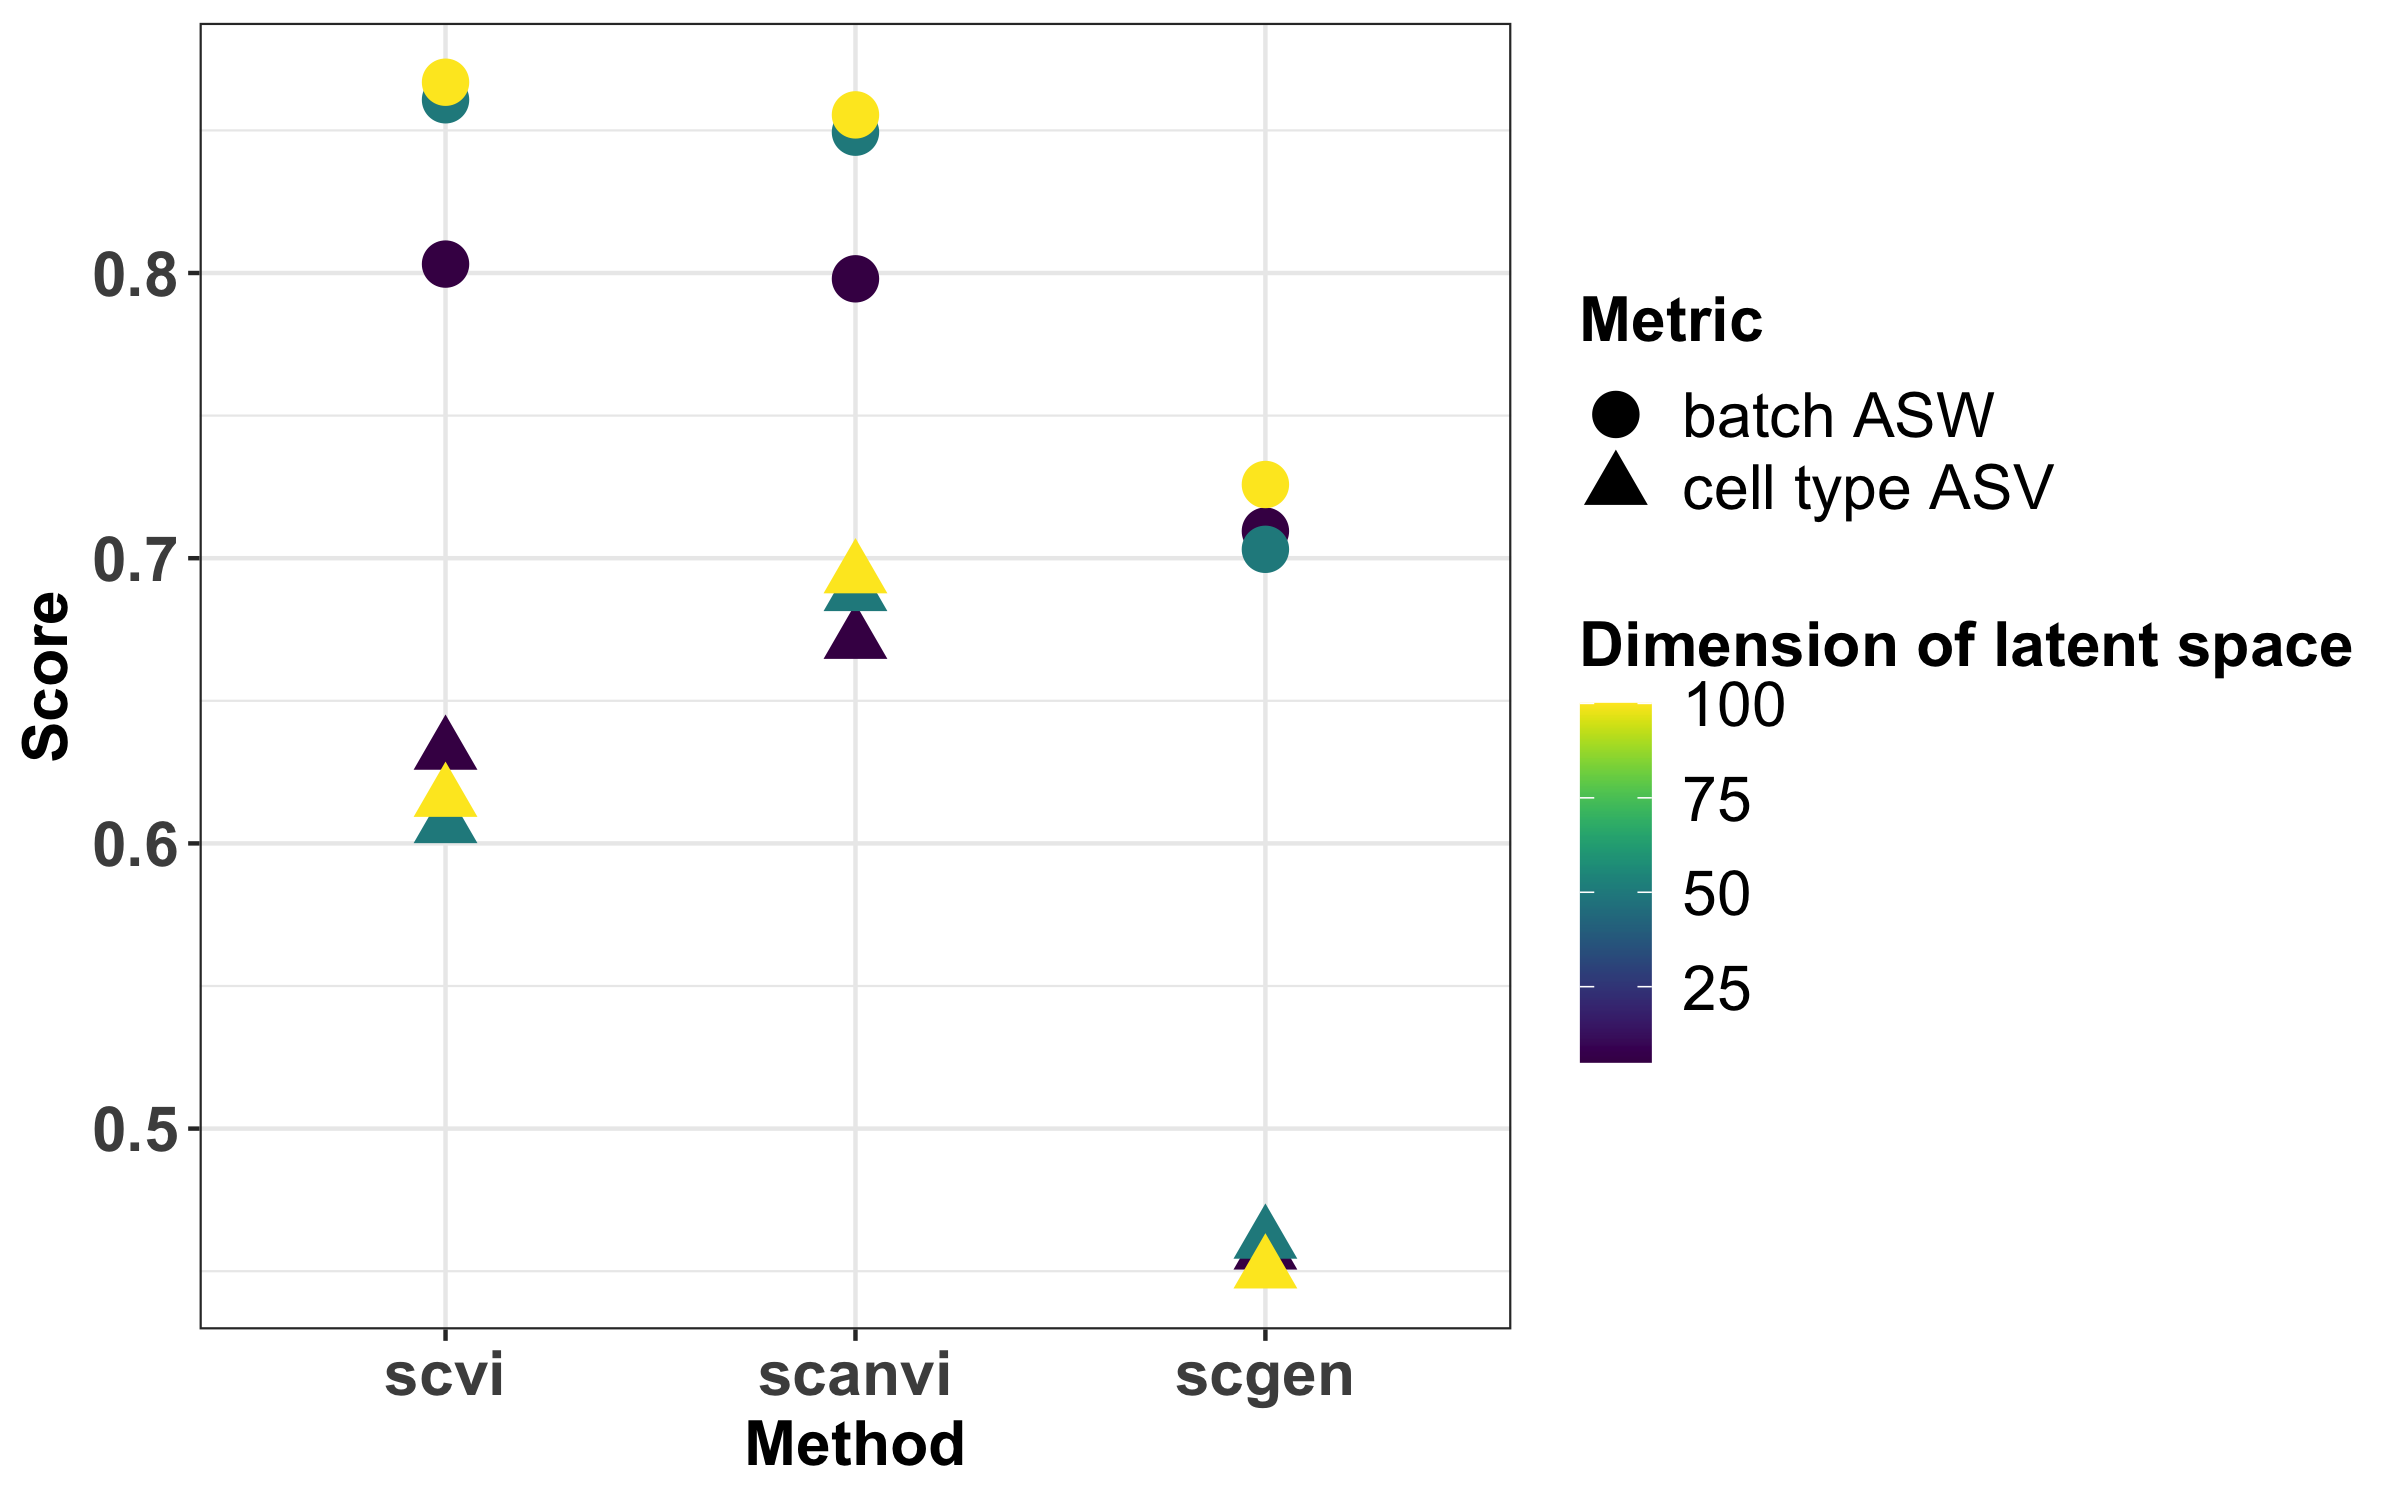 Score
0.8
0.7
0.6
0.5
scvi scanvi scgen
Method
Metric
batch ASW
cell type ASV
Dimension of latent space
100
75
50
25